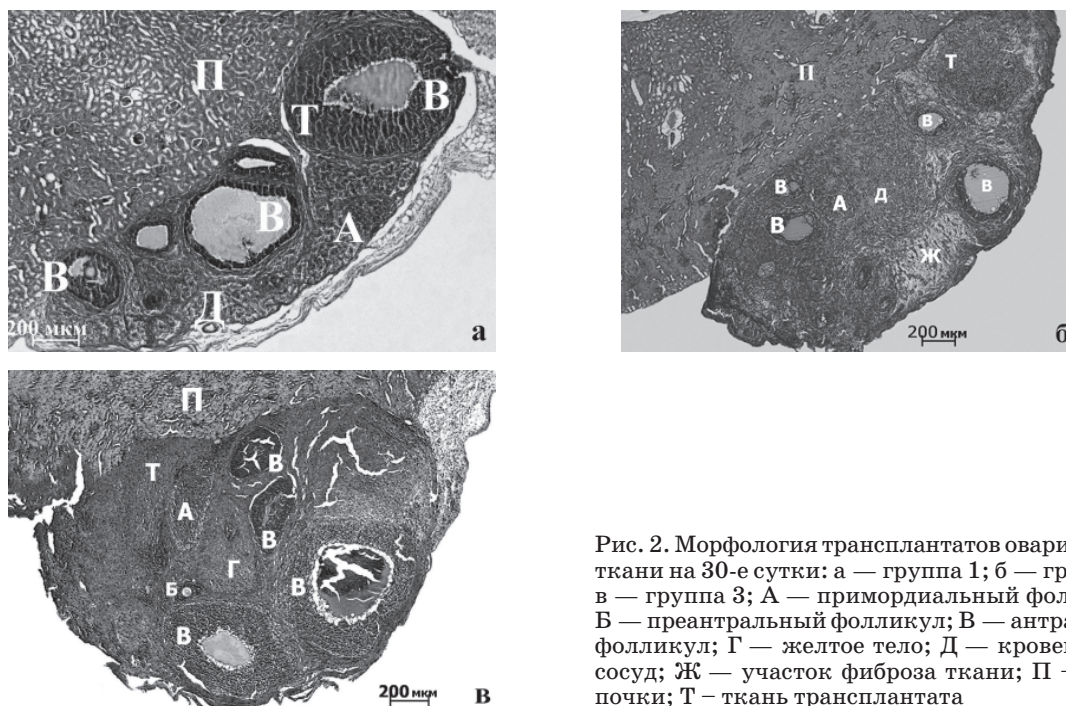 П
Т В
В
А
В
Д
200 мкм а
П
Т
В
В
В
А Д
В
Ж
200 мкм б
П
Т
В
А
В
Г
Б
В
В
200 мкм в
Рис. 2. Морфология трансплантатов овари
ткани на 30-е сутки: а — группа 1; б — гр
в — группа 3; А — примордиальный фол
Б — преантральный фолликул; В — антра
фолликул; Г — желтое тело; Д — кровен
сосуд; Ж — участок фиброза ткани; П -
почки; Т – ткань трансплантата